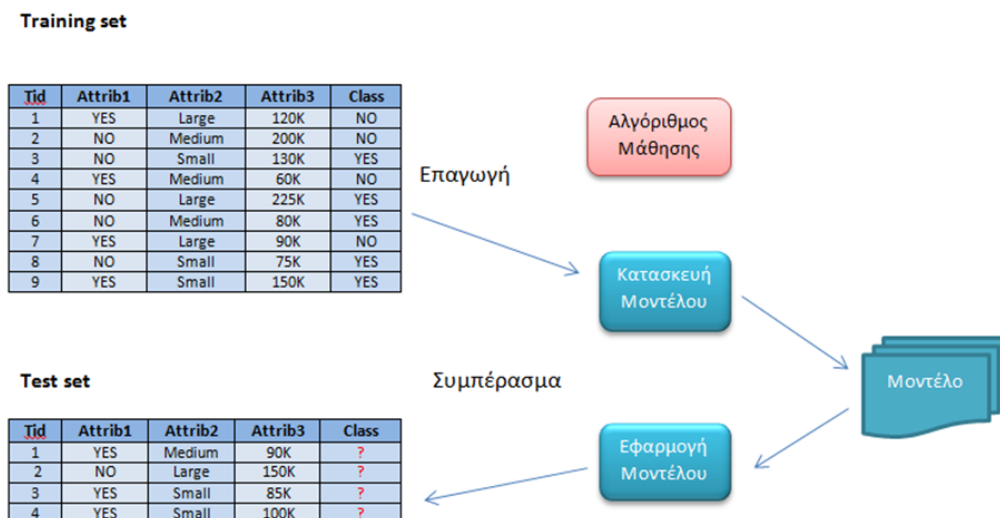 Training set
Tid Attrib1 Attrib2 Attrib3 Class
1 YES Large 120K NO
2 NO Medium 200K NO
3 NO Small 130K YES
4 YES Medium 60K NO
5 NO Large 225K YES
6 NO Medium 80K YES
7 YES Large 90K NO
8 NO Small 75K YES
9 YES Small 150K YES
Αλγόριθμος
Μάθησης
Επαγωγή
Κατασκευή
Μοντέλου
Μοντέλο
Test set
Συμπέρασμα
Tid Attrib1 Attrib2 Attrib3 Class
1 YES Medium 90K ?
2 NO Large 150K ?
3 YES Small 85K ?
4 YES Small 100K ?
Εφαρμογή
Μοντέλου